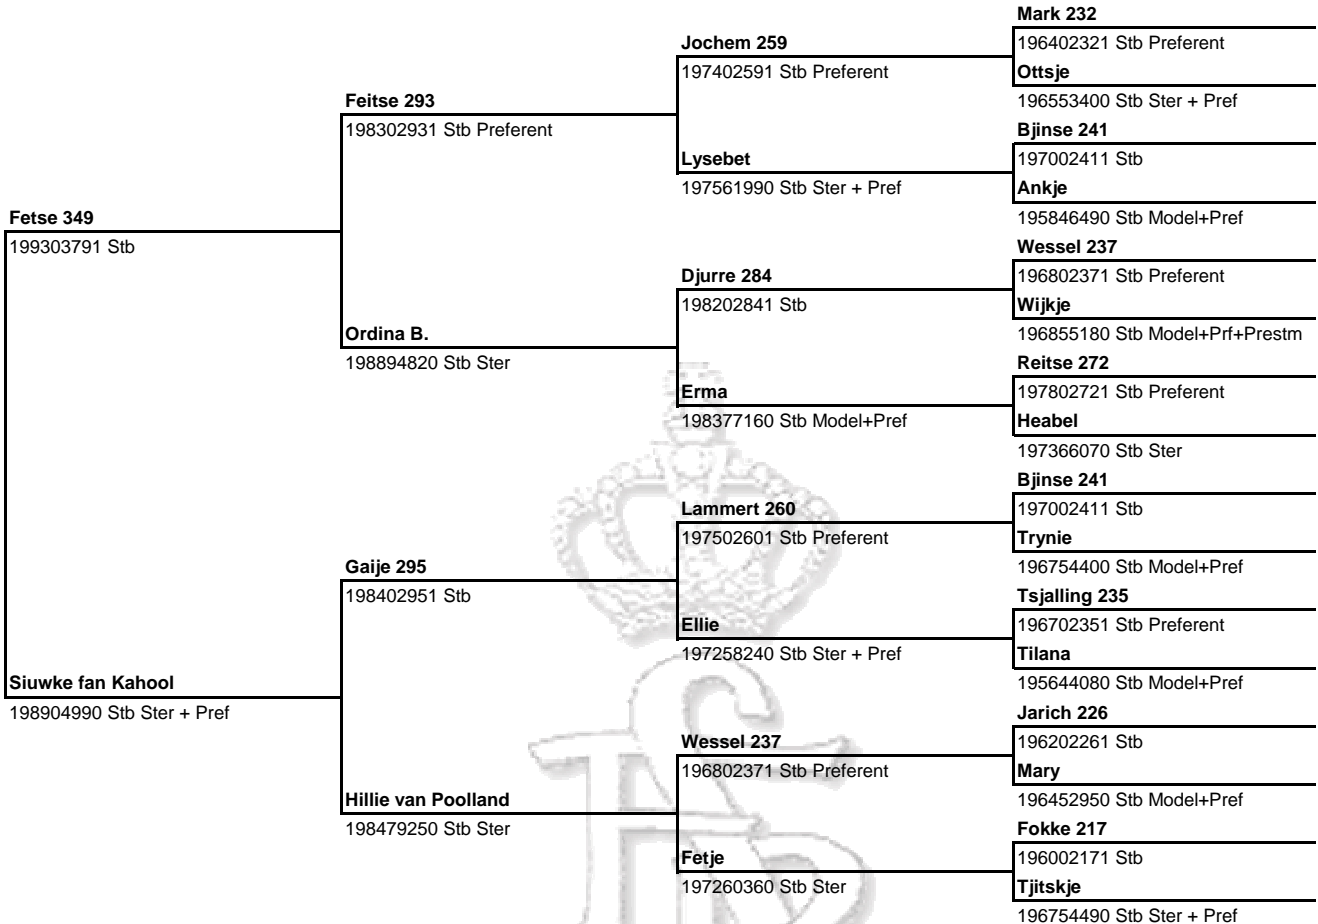 Mark 232
Jochem 259
196402321 Stb Preferent
197402591 Stb Preferent
Ottsje
Feitse 293
196553400 Stb Ster + Pref
198302931 Stb Preferent
Bjinse 241
Lysebet
197002411 Stb
197561990 Stb Ster + Pref
Ankje
Fetse 349
195846490 Stb Model+Pref
199303791 Stb
Wessel 237
Djurre 284
196802371 Stb Preferent
198202841 Stb
Wijkje
Ordina B.
196855180 Stb Model+Prf+Prestm
198894820 Stb Ster
Reitse 272
Erma
197802721 Stb Preferent
198377160 Stb Model+Pref
Heabel
197366070 Stb Ster
Bjinse 241
Lammert 260
197002411 Stb
197502601 Stb Preferent
Trynie
Gaije 295
196754400 Stb Model+Pref
198402951 Stb
Tsjalling 235
Ellie
196702351 Stb Preferent
197258240 Stb Ster + Pref
Tilana
Siuwke fan Kahool
195644080 Stb Model+Pref
198904990 Stb Ster + Pref
Jarich 226
Wessel 237
196202261 Stb
196802371 Stb Preferent
Mary
Hillie van Poolland
196452950 Stb Model+Pref
198479250 Stb Ster
Fokke 217
Fetje
196002171 Stb
197260360 Stb Ster
Tjitskje
196754490 Stb Ster + Pref